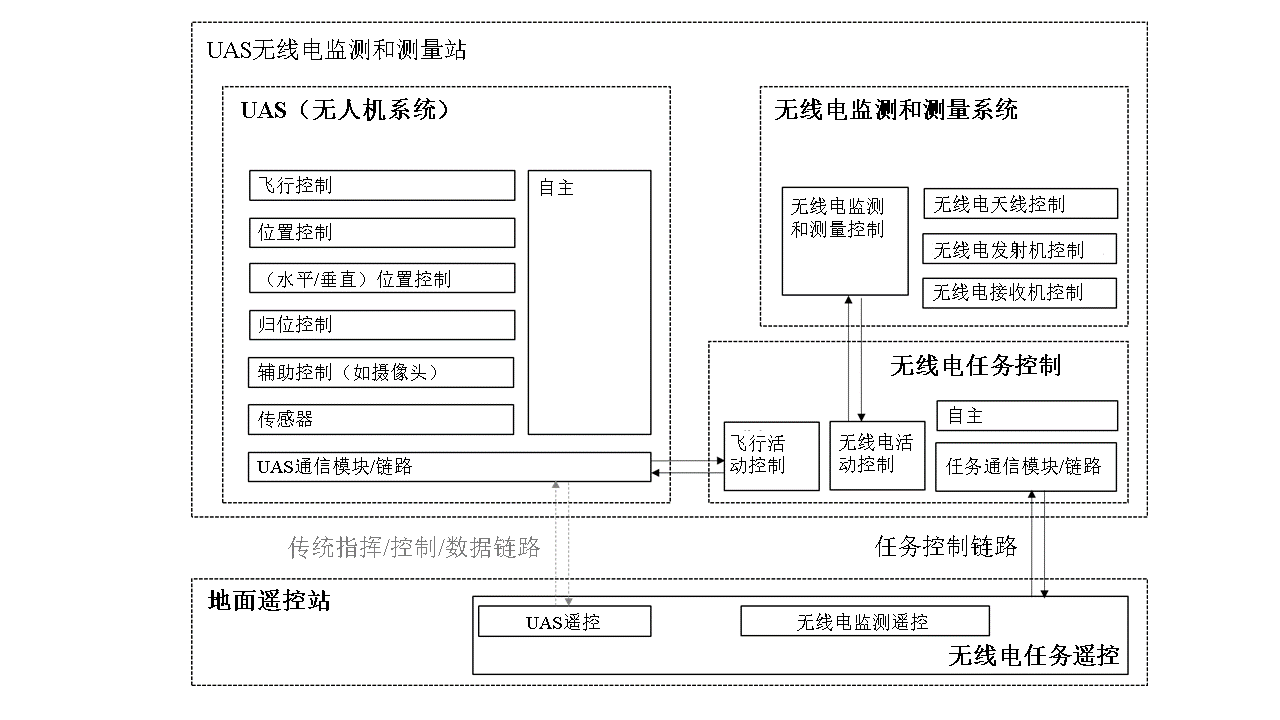 UAS无线电监测和测量站
UAS（无人机系统）
飞行控制
位置控制
（水平/垂直）位置控制
归位控制
辅助控制（如摄像头）
传感器
自主
UAS通信模块/链路
无线电监测和测量系统
无线电监测
和测量控制
无线电天线控制
无线电发射机控制
无线电接收机控制
无线电任务控制
飞行活
动控制
无线电活
动控制
自主
任务通信模块/链路
传统指挥/控制/数据链路
任务控制链路
地面遥控站
UAS遥控
无线电监测遥控
无线电任务遥控